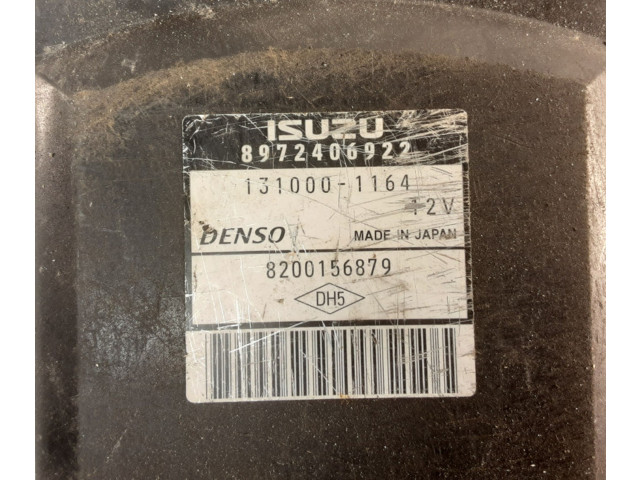 ISUZU
8972406922
131000-1164
12V
DENSO MADE IN JAPAN
8200156879
DH5